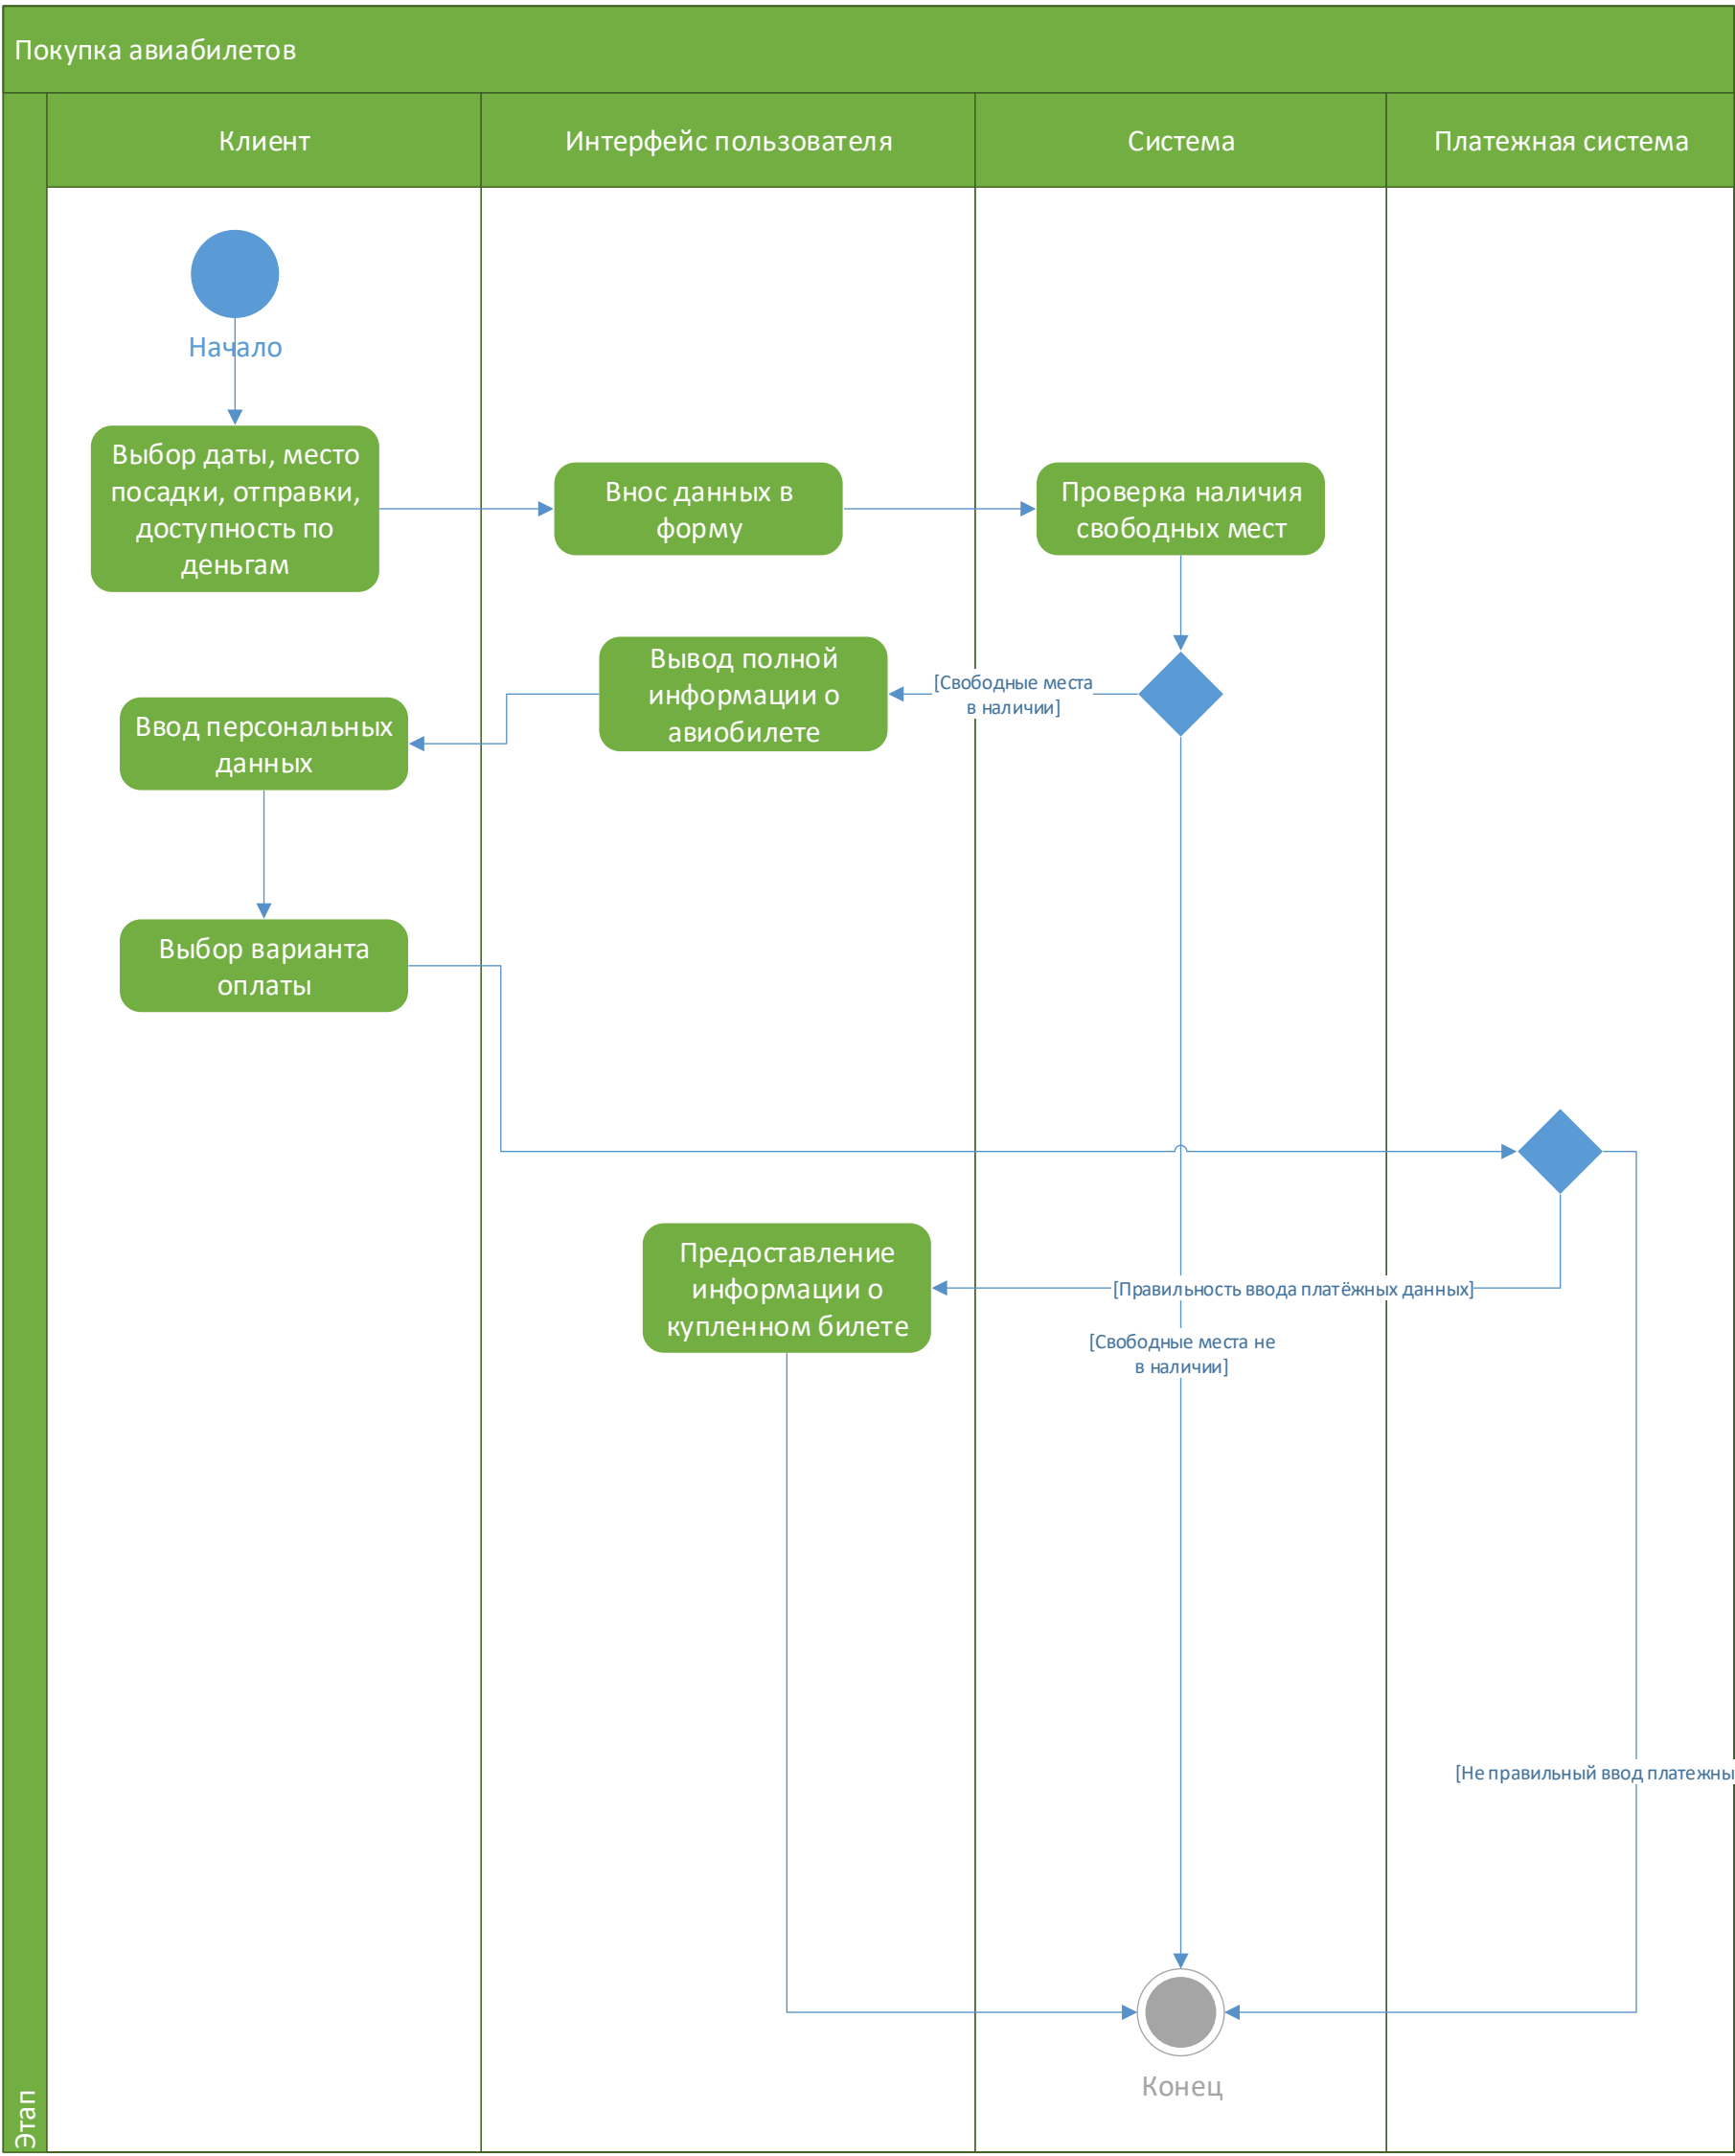 Покупка авиабилетов
Клиент
Интерфейс пользователя
Система
Платежная система
Начало
Выбор даты, место
посадки, отправки,
доступность по
деньгам
Внос данных в
форму
Проверка наличия
свободных мест
Вывод полной
информации о
авиобилете
[Свободные места
в наличии]
Ввод персональных
данных
Выбор варианта
оплаты
Предоставление
информации о
купленном билете
[Правильность ввода платёжных данных]
[Свободные места не
в наличии]
[Не правильный ввод платежны
Конец
Этап